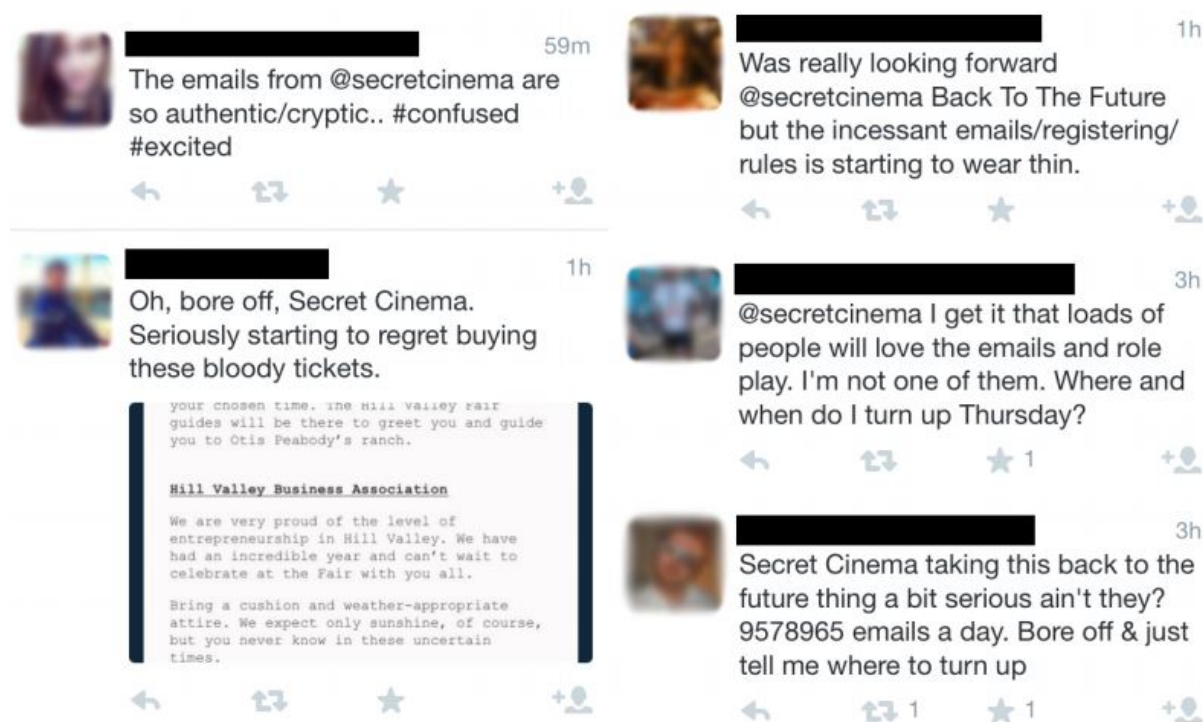 59m
The emails from @secretcinema are
so authentic/cryptic.. #confused
#excited
1h
Oh, bore off, Secret Cinema.
Seriously starting to regret buying
these bloody tickets.
your chosen time. The Hill Valley Fair
guides will be there to greet you and guide
you to Otis Peabody's ranch.
Hill Valley Business Association
We are very proud of the level of
entrepreneurship in Hill Valley. We have
had an incredible year and can't wait to
celebrate at the Fair with you all.
Bring a cushion and weather-appropriate
attire. We expect only sunshine, of course,
but you never know in these uncertain
times.
1h
Was really looking forward
@secretcinema Back To The Future
but the incessant emails/registering/
rules is starting to wear thin.
3h
@secretcinema I get it that loads of
people will love the emails and role
play. I'm not one of them. Where and
when do I turn up Thursday?
1
3h
Secret Cinema taking this back to the
future thing a bit serious ain't they?
9578965 emails a day. Bore off & just
tell me where to turn up
1 1